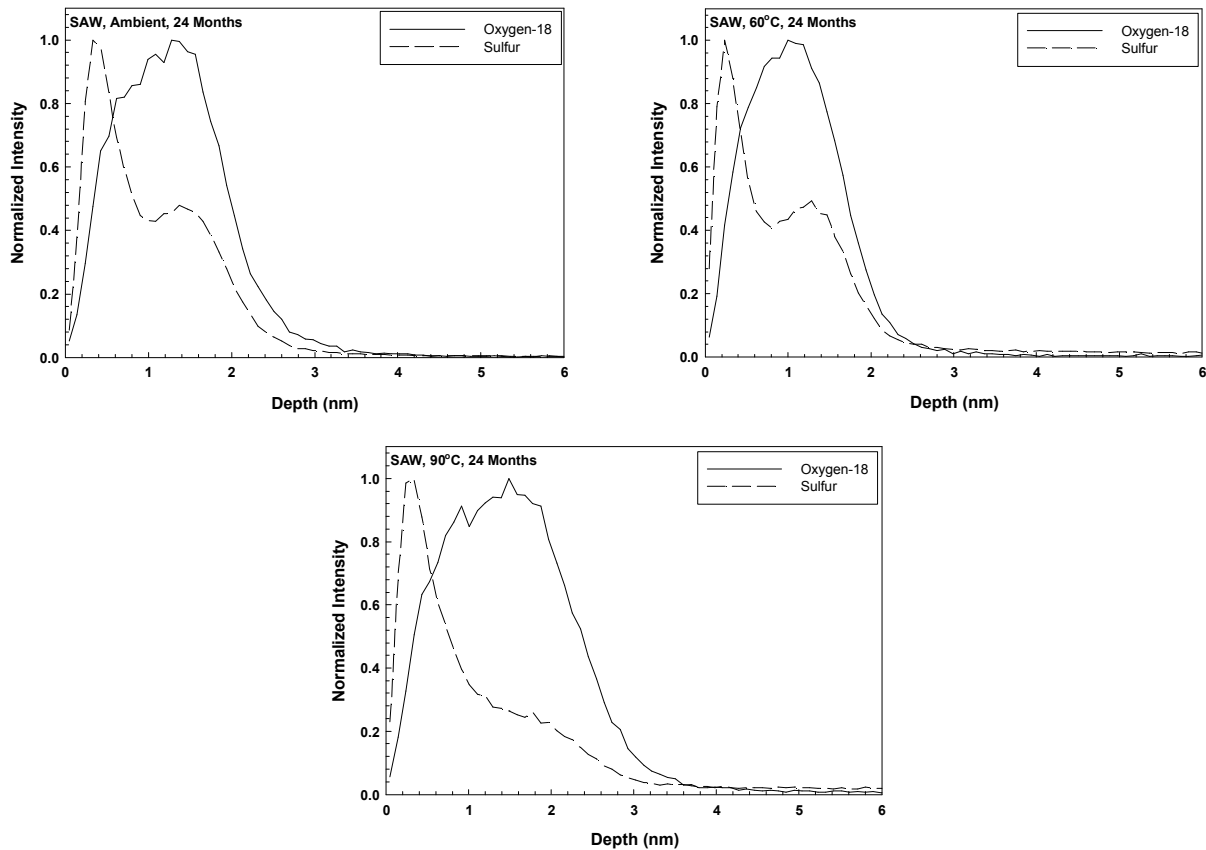 SAW, Ambient, 24 Months
Oxygen-18
Sulfur
Normalized Intensity
1.0
0.8
0.6
0.4
0.2
0.0
0 1 2 3 4 5 6
Depth (nm)
SAW, 60°C, 24 Months
Oxygen-18
Sulfur
Normalized Intensity
1.0
0.8
0.6
0.4
0.2
0.0
0 1 2 3 4 5 6
Depth (nm)
SAW, 90°C, 24 Months
Oxygen-18
Sulfur
Normalized Intensity
1.0
0.8
0.6
0.4
0.2
0.0
0 1 2 3 4 5 6
Depth (nm)